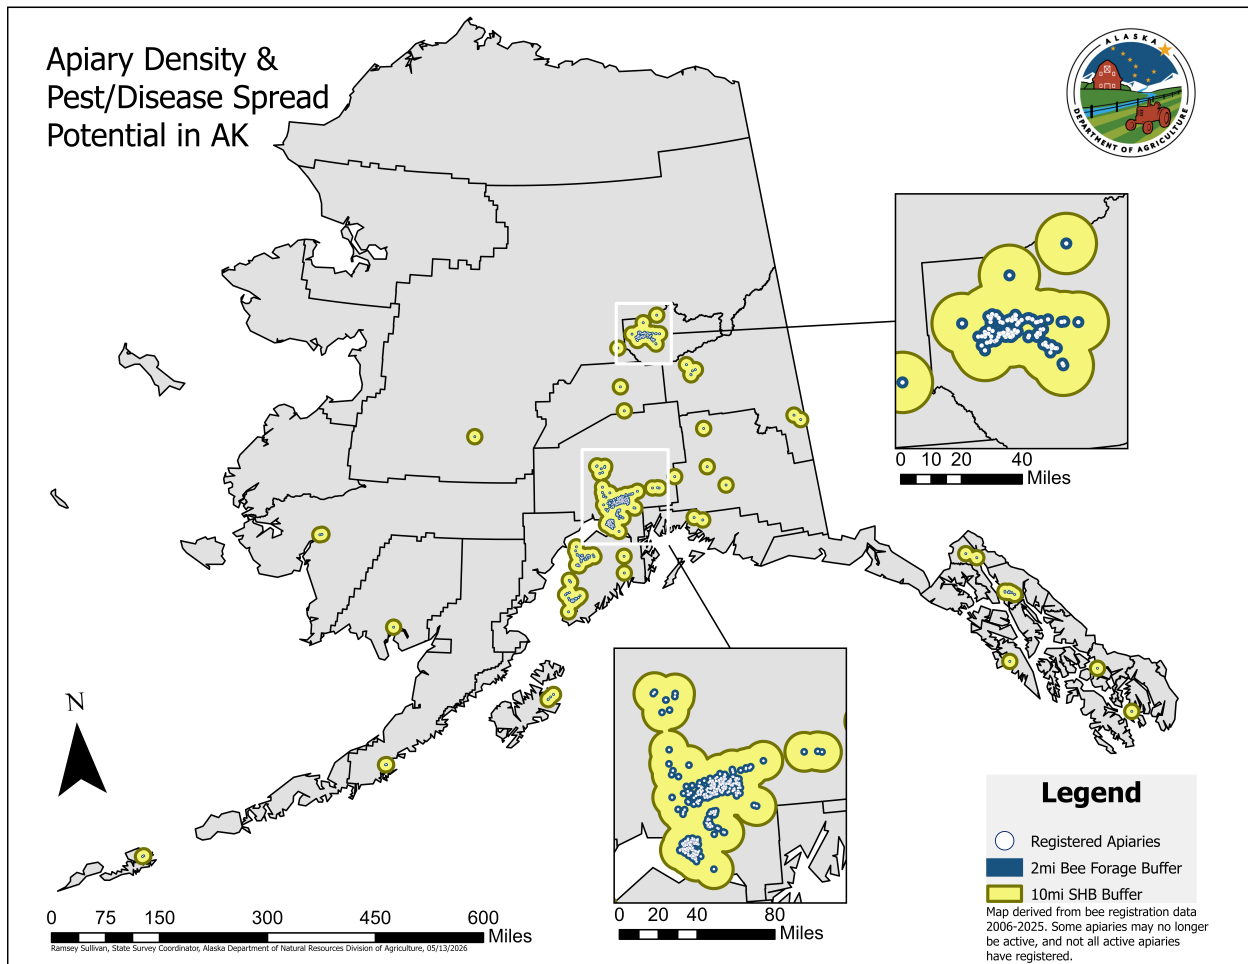 Apiary Density &
Pest/Disease Spread
Potential in AK
ALASKA
DEPARTMENT OF AGRICULTURE
0 10 20 40
Miles
N
0 20 40 80
Miles
0 75 150 300 450 600
Miles
Ramsey Sullivan, State Survey Coordinator, Alaska Department of Natural Resources Division of Agriculture, 05/13/2026
Legend
Registered Apiaries
2mi Bee Forage Buffer
10mi SHB Buffer
Map derived from bee registration data
2006-2025. Some apiaries may no longer
be active, and not all active apiaries
have registered.